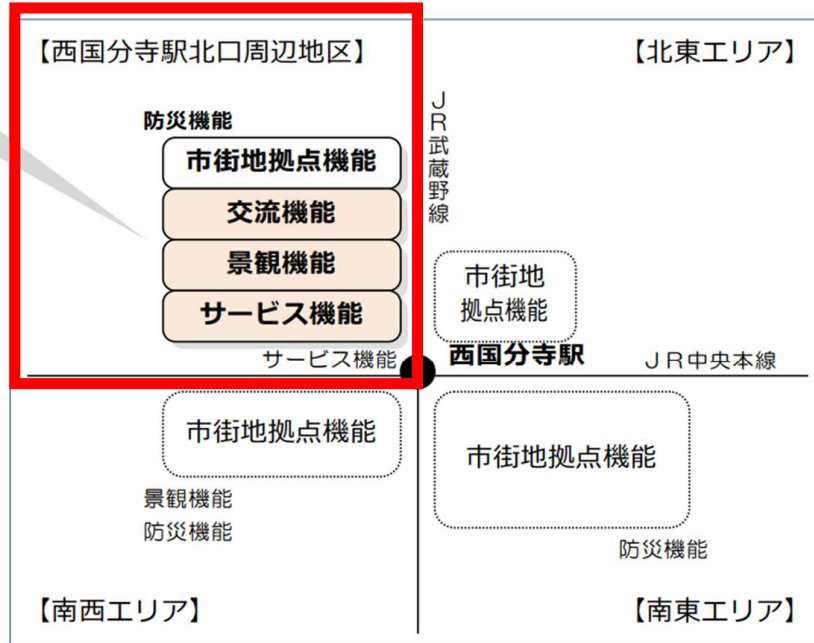 【西国分寺駅北口周辺地区】
防災機能
市街地拠点機能
交流機能
景観機能
サービス機能
サービス機能
【北東エリア】
JR武蔵野線
市街地
拠点機能
西国分寺駅
JR中央本線
市街地拠点機能
景観機能
防災機能
【南西エリア】
市街地拠点機能
防災機能
【南東エリア】